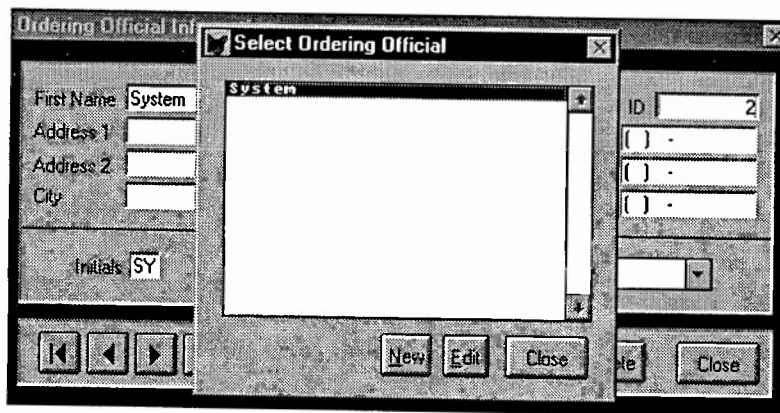 Ordering Official Inf
Select Ordering Official
System
First Name System
Address 1
Address 2
City
ID 2
( ) -
( ) -
( ) -
Initials SY
New Edit Close
Close